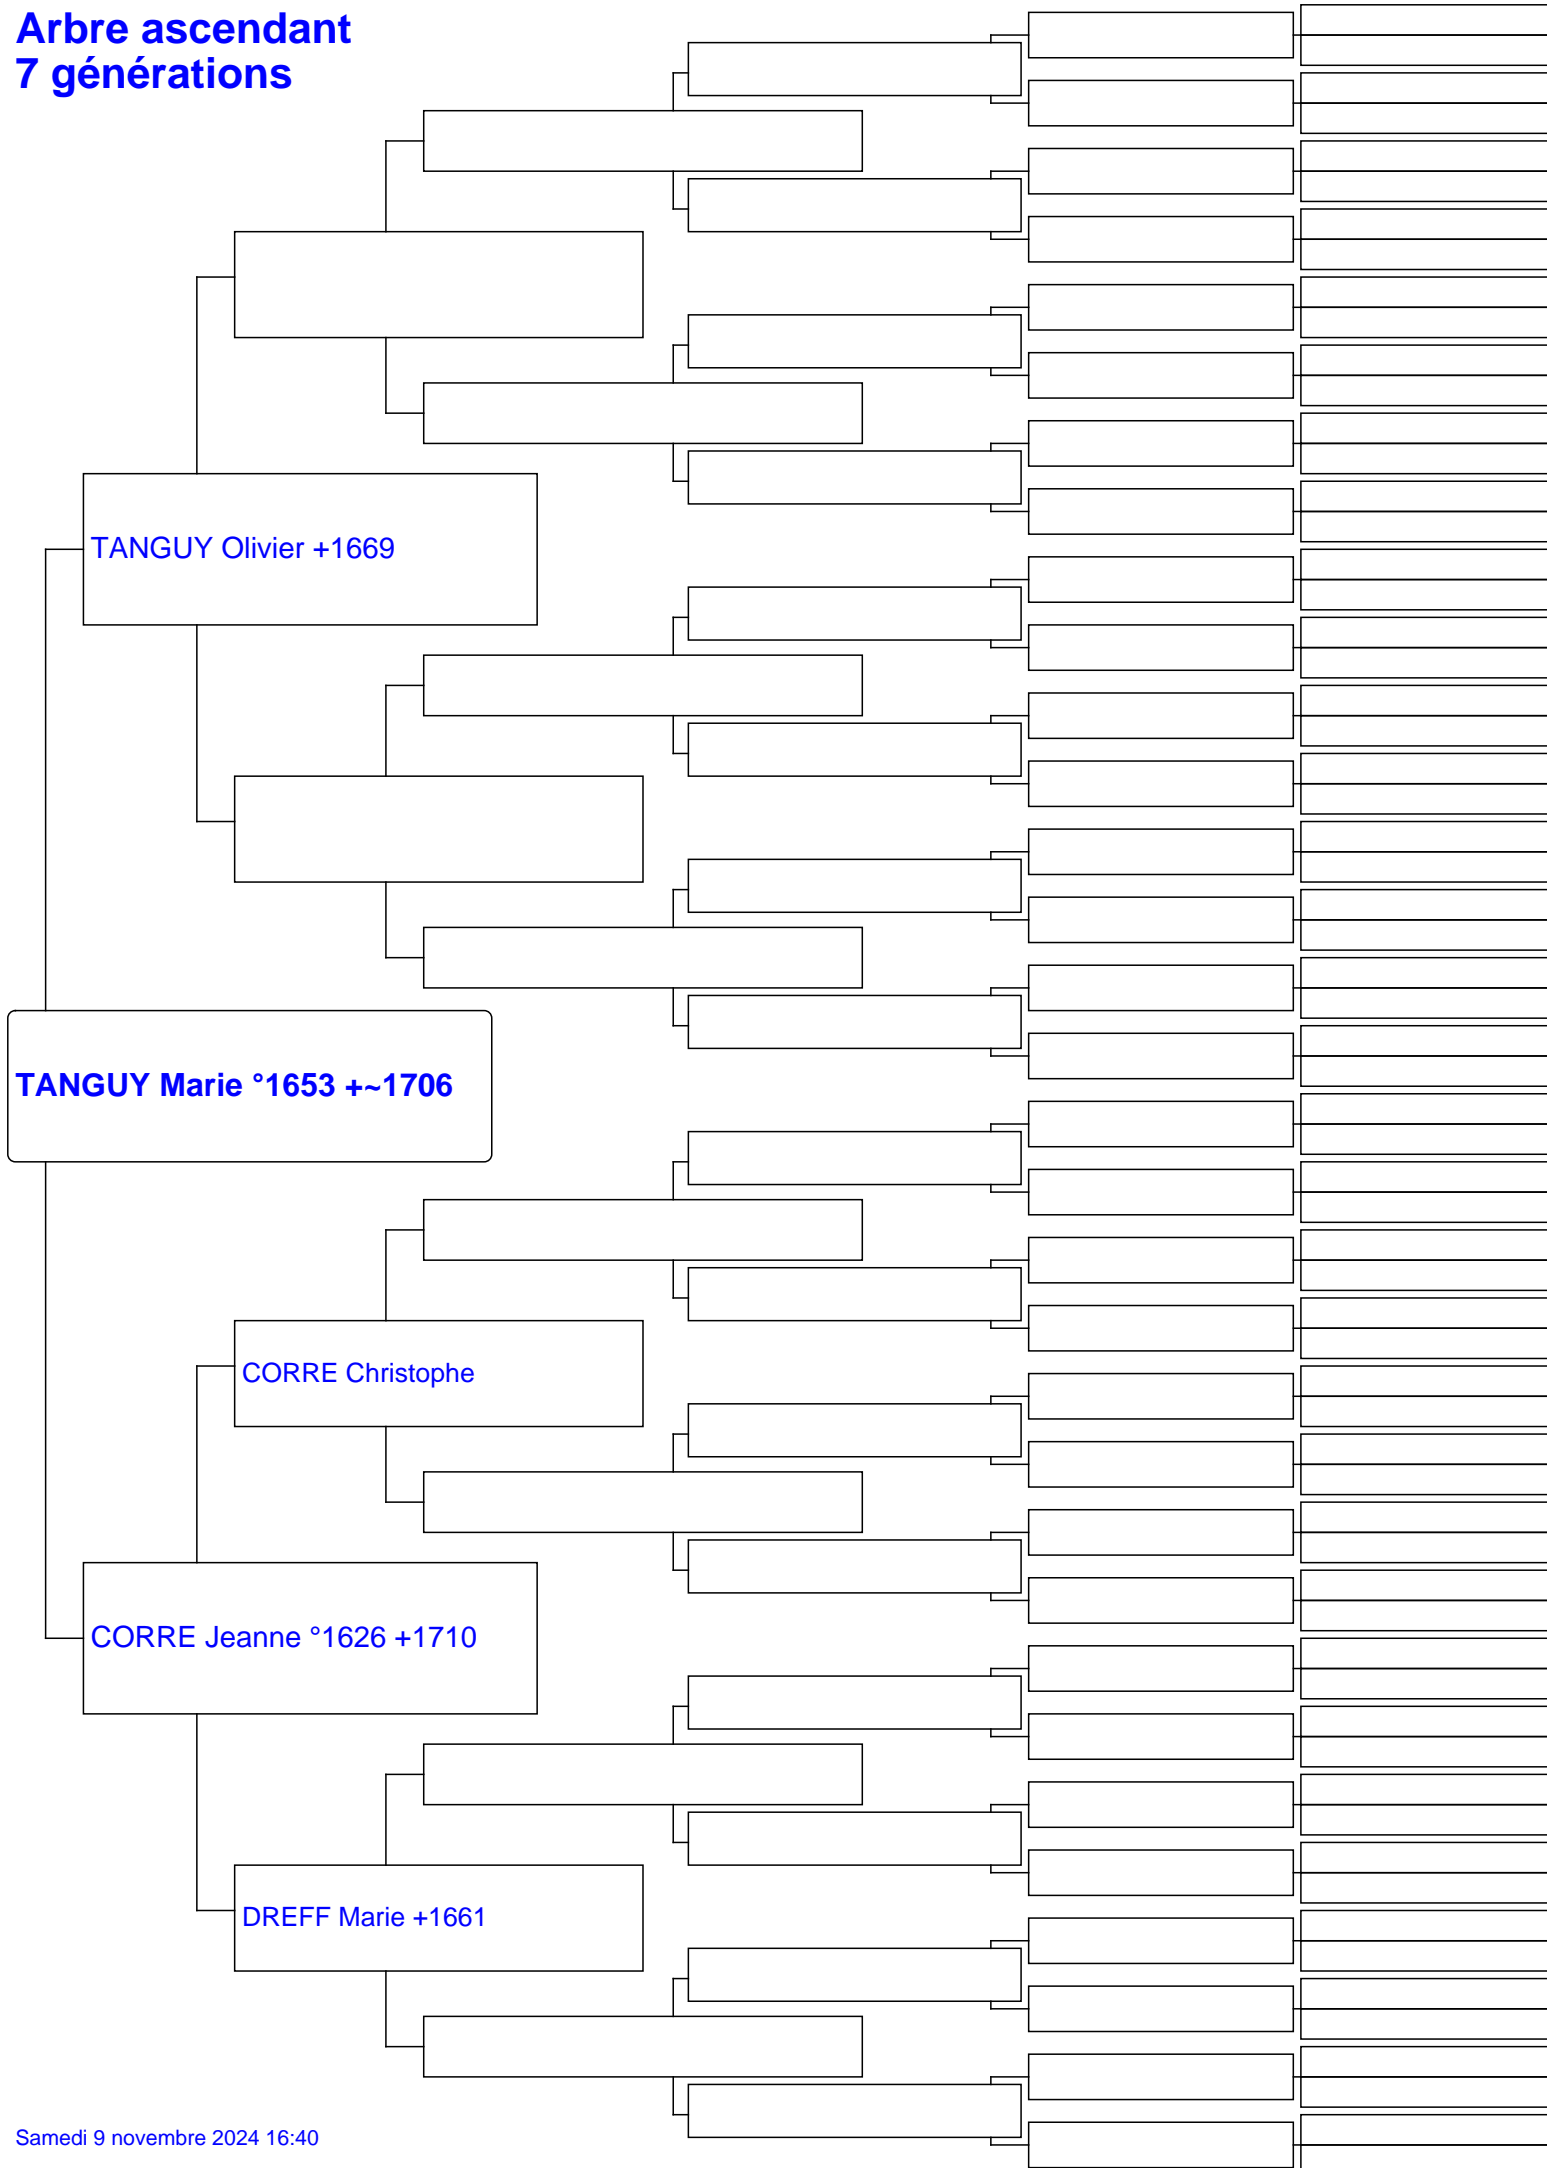 Arbre ascendant
7 générations
TANGUY Olivier +1669
TANGUY Marie °1653 +~1706
CORRE Christophe
CORRE Jeanne °1626 +1710
DREFF Marie +1661
Samedi 9 novembre 2024 16:40